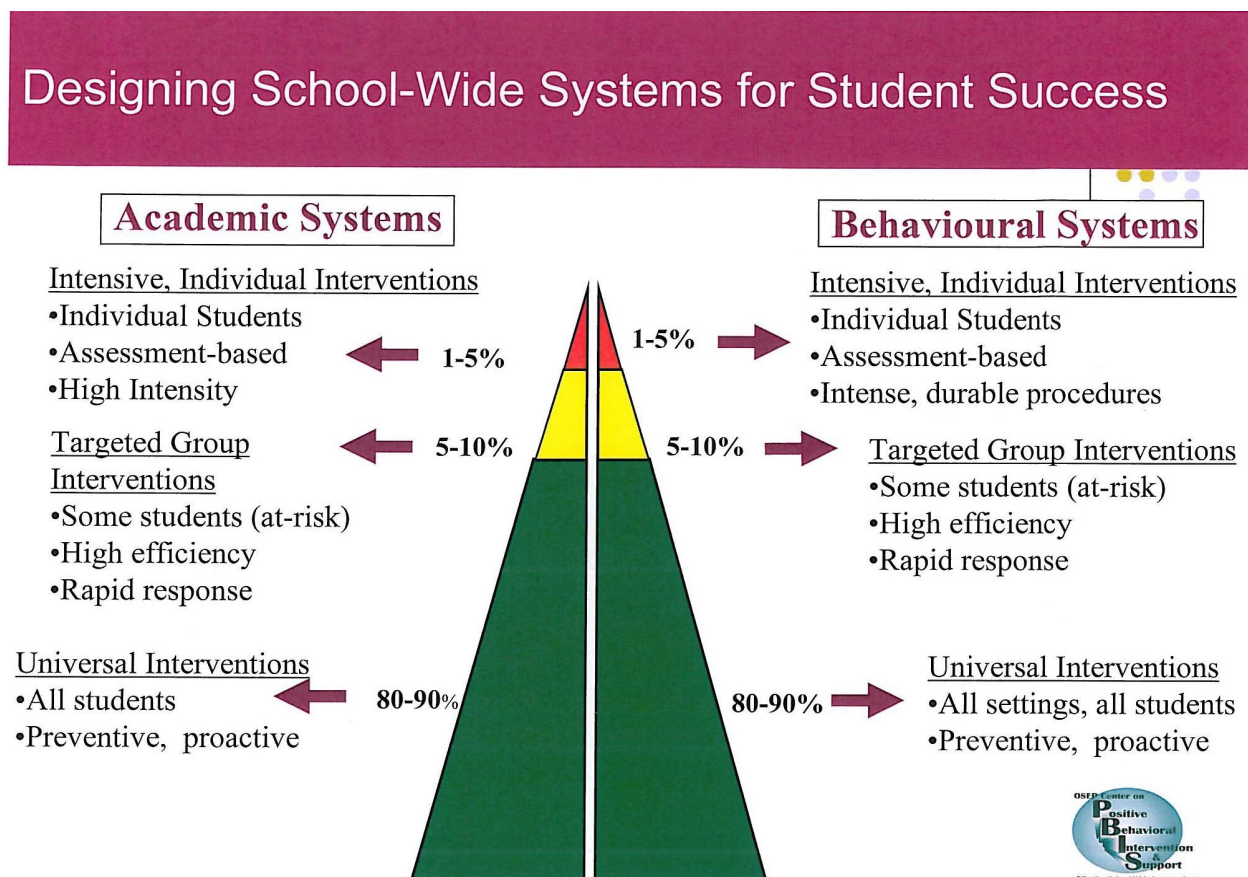 Designing School-Wide Systems for Student Success
Academic Systems
Intensive, Individual Interventions
•Individual Students
•Assessment-based
•High Intensity
1-5%
Targeted Group
Interventions
•Some students (at-risk)
•High efficiency
•Rapid response
5-10%
Universal Interventions
•All students
•Preventive, proactive
80-90%
Behavioural Systems
Intensive, Individual Interventions
•Individual Students
•Assessment-based
•Intense, durable procedures
1-5%
Targeted Group Interventions
•Some students (at-risk)
•High efficiency
•Rapid response
5-10%
Universal Interventions
•All settings, all students
•Preventive, proactive
80-90%
OSEP Center on
Positive
Behavioral
Intervention
&
Support